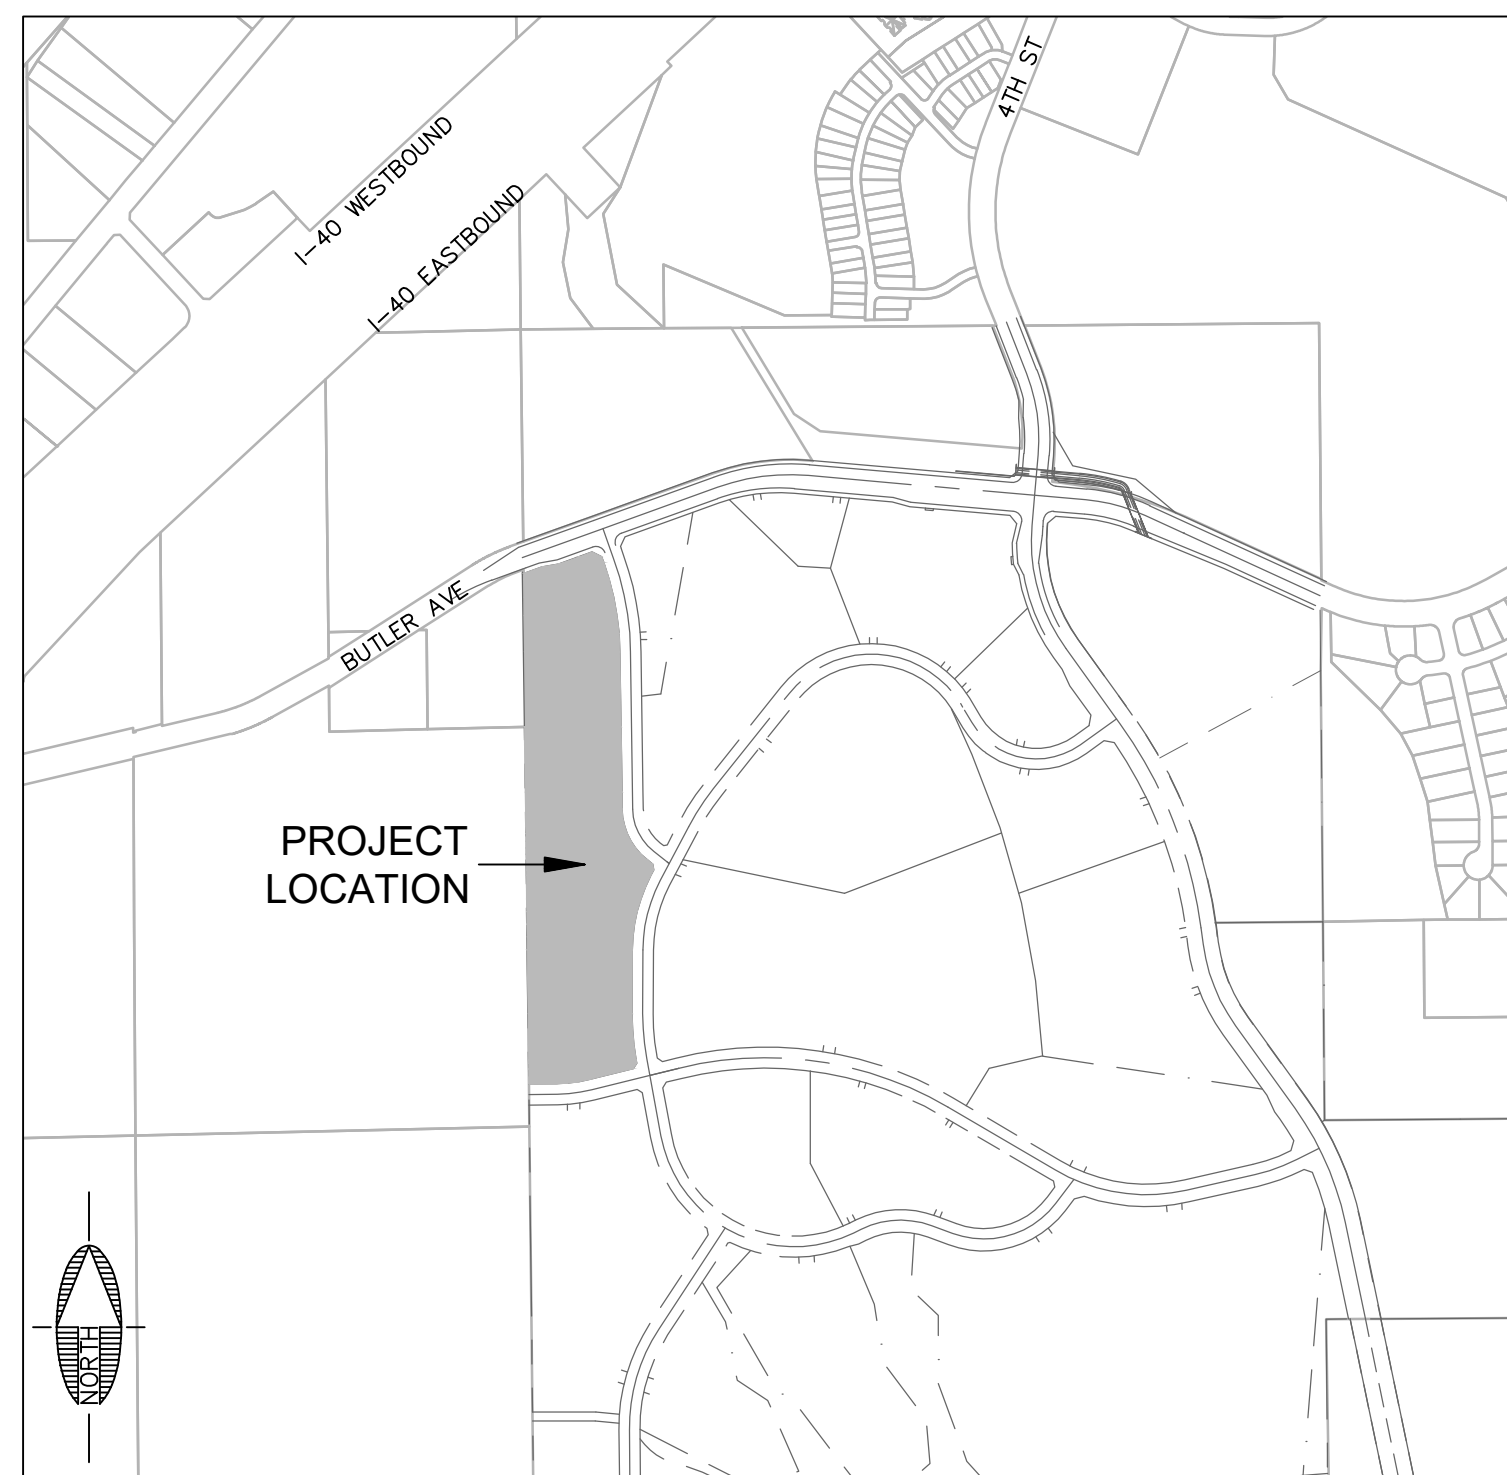 4TH ST
I-40 WESTBOUND
I-40 EASTBOUND
BUTLER AVE
PROJECT
LOCATION
NORTH